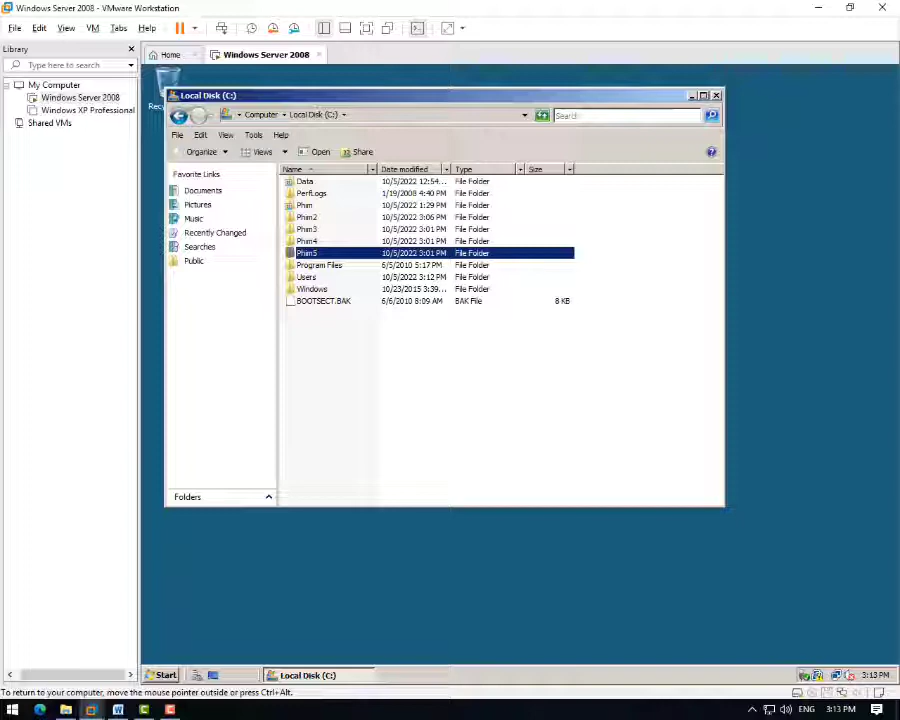 Windows Server 2008 - VMware Workstation
File Edit View VM Tabs Help
Library
Type here to search
My Computer
Windows Server 2008
Windows XP Professional
Shared VMs
Home
Windows Server 2008
Recy
Local Disk (C:)
Computer Local Disk (C:)
Search
File Edit View Tools Help
Organize Views Open Share
Favorite Links
Documents
Pictures
Music
Recently Changed
Searches
Public
Folders
Name Date modified Type Size
Data 10/5/2022 12:54... File Folder
PerfLogs 1/19/2008 4:40 PM File Folder
Phim 10/5/2022 1:29 PM File Folder
Phim2 10/5/2022 3:06 PM File Folder
Phim3 10/5/2022 3:01 PM File Folder
Phim4 10/5/2022 3:01 PM File Folder
Phim5 10/5/2022 3:01 PM File Folder
Program Files 6/5/2010 5:17 PM File Folder
Users 10/5/2022 3:12 PM File Folder
Windows 10/23/2015 3:39... File Folder
BOOTSECT.BAK 6/6/2010 8:09 AM BAK File 8 KB
Start
Local Disk (C:)
3:13 PM
To return to your computer, move the mouse pointer outside or press Ctrl+Alt.
ENG 3:13 PM